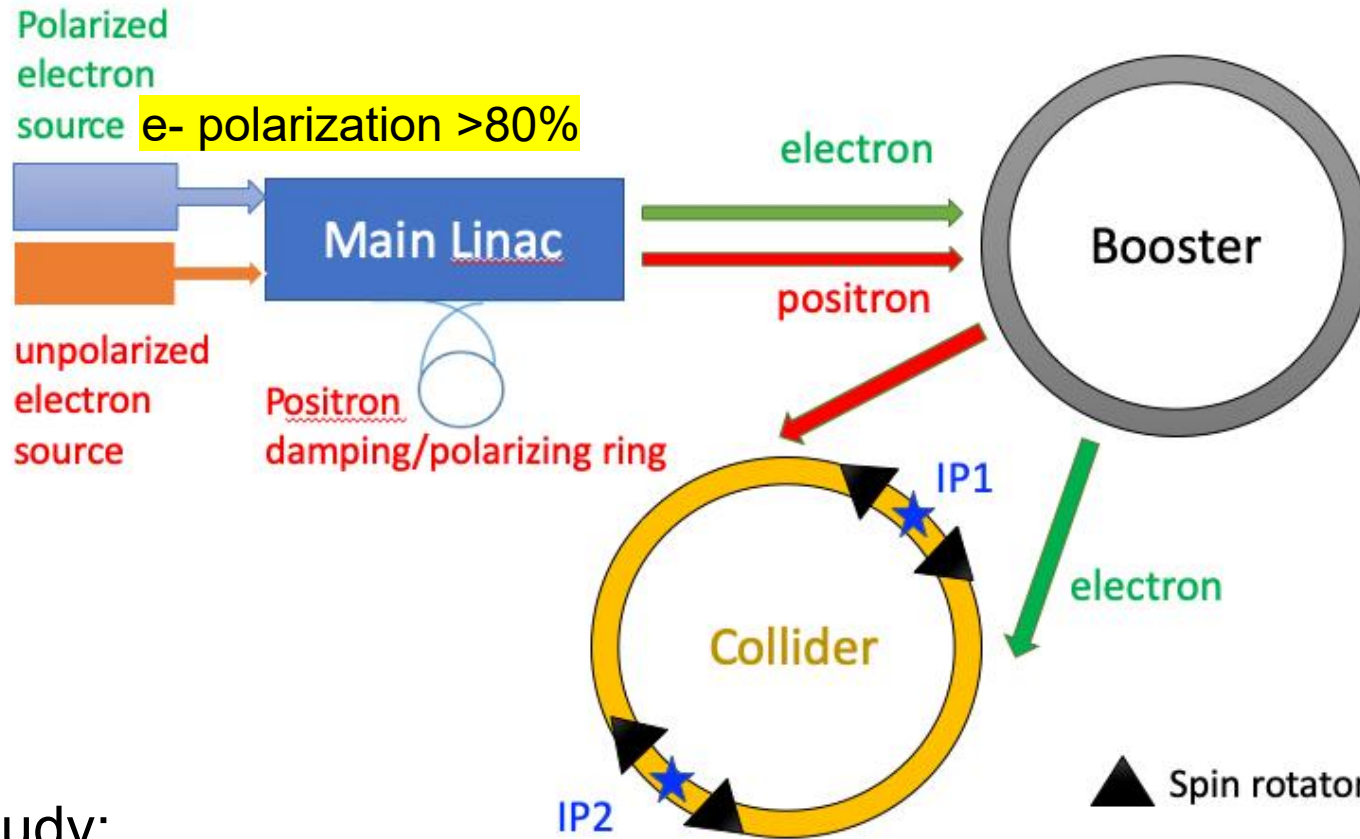 Polarized
electron
source e- polarization >80%
electron
Main Linac
Booster
positron
unpolarized
electron
source
Positron
damping/polarizing ring
IP1
electron
Collider
Spin rotator
IP2
udy: